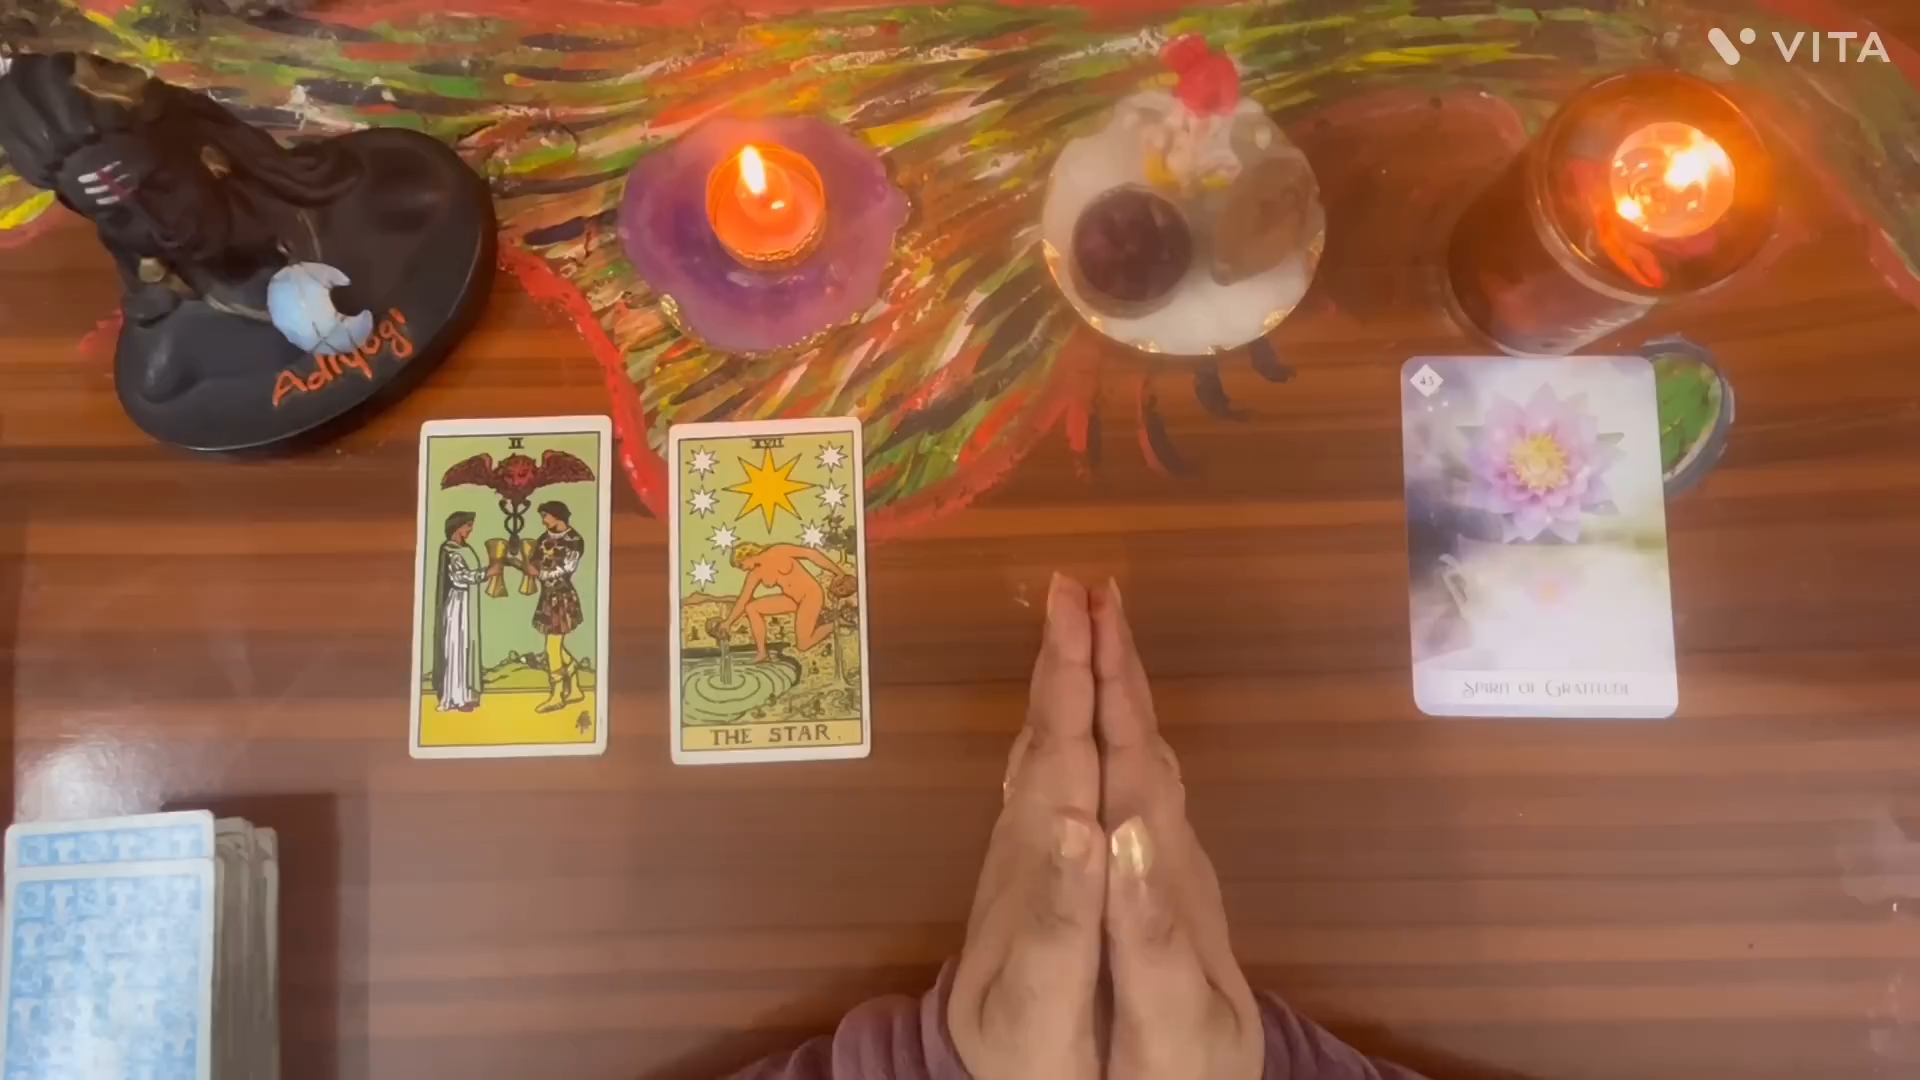 VITA
Adiyogi
II
XVII
43
THE STAR.
SPIRIT OF GRATITUDE